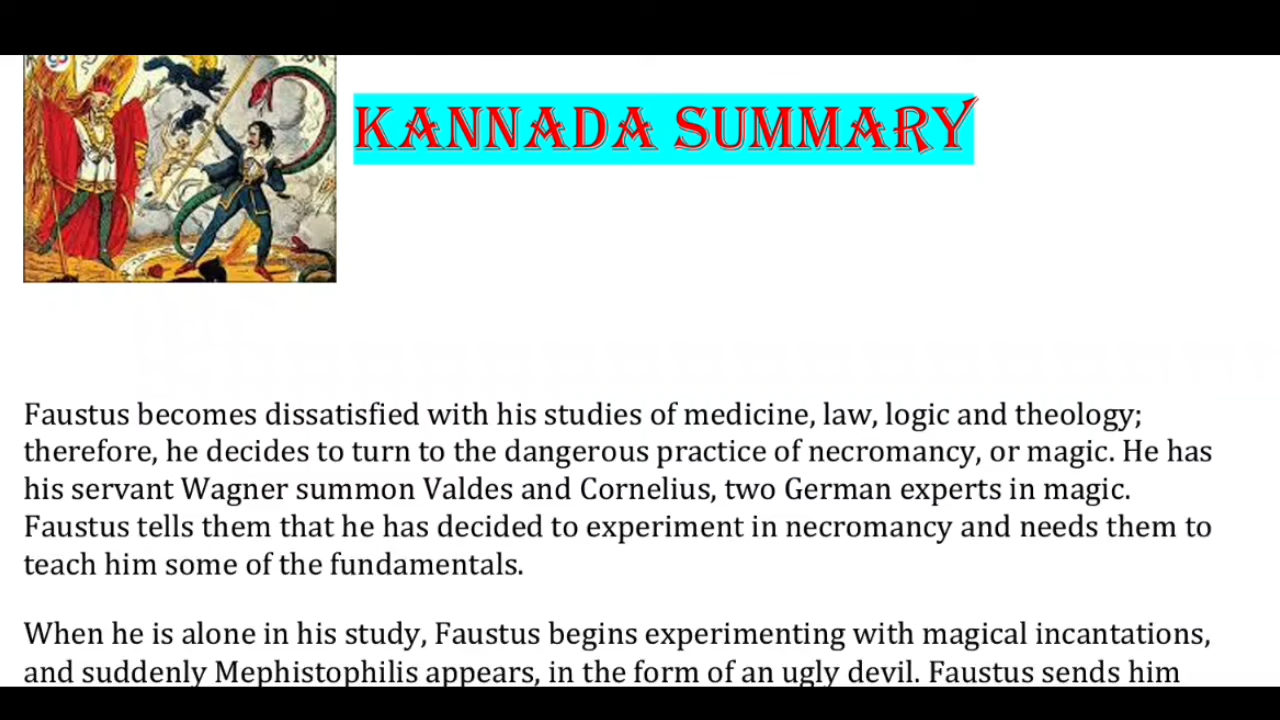 KANNADA SUMMARY
Faustus becomes dissatisfied with his studies of medicine, law, logic and theology;
therefore, he decides to turn to the dangerous practice of necromancy, or magic. He has
his servant Wagner summon Valdes and Cornelius, two German experts in magic.
Faustus tells them that he has decided to experiment in necromancy and needs them to
teach him some of the fundamentals.
When he is alone in his study, Faustus begins experimenting with magical incantations,
and suddenly Mephistophilis appears, in the form of an ugly devil. Faustus sends him